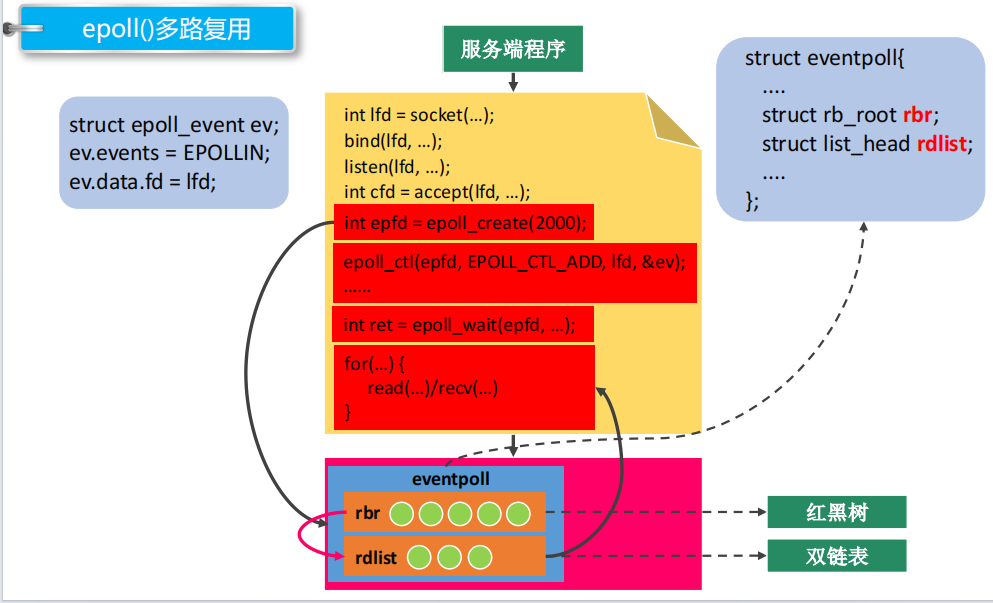 epoll()多路复用
服务端程序
struct epoll_event ev;
ev.events = EPOLLIN;
ev.data.fd = lfd;
int lfd = socket(…);
bind(lfd, …);
listen(lfd, …);
int cfd = accept(lfd, …);
int epfd = epoll_create(2000);
epoll_ctl(epfd, EPOLL_CTL_ADD, lfd, &ev);
……
int ret = epoll_wait(epfd, …);
for(…) {
read(…)/recv(…)
}
struct eventpoll{
....
struct rb_root rbr;
struct list_head rdlist;
....
};
eventpoll
rbr
rdlist
红黑树
双链表